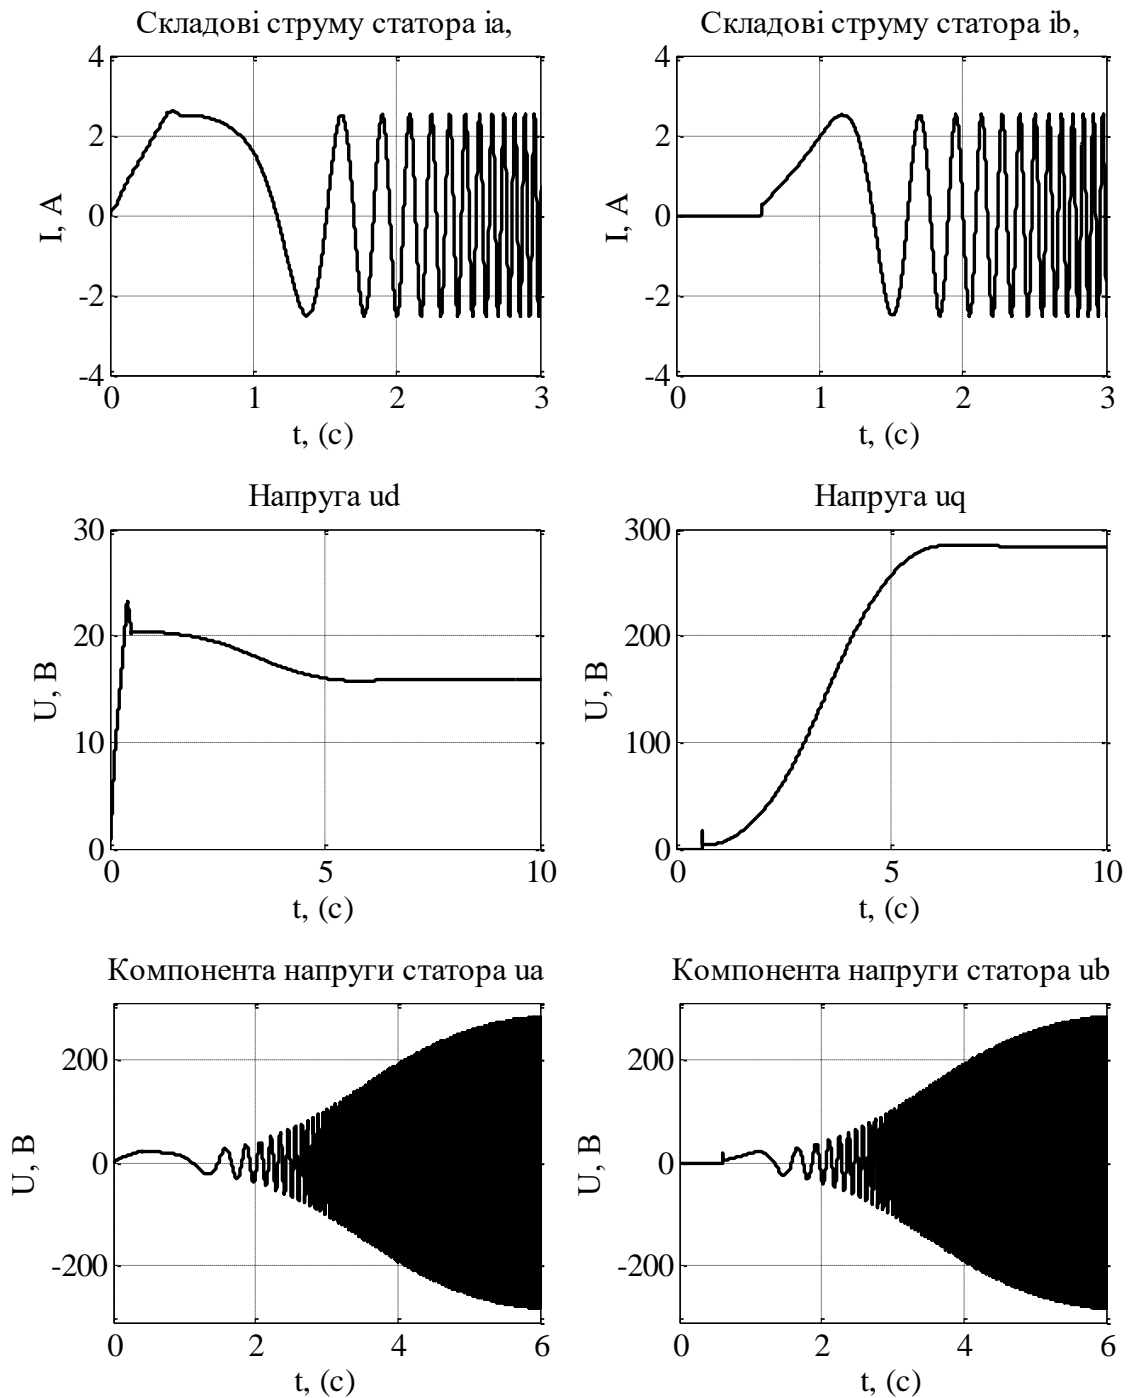 Складові струму статора ia,
4
2
0
-2
-4
I, A
0 1 2 3
t, (c)
Складові струму статора ib,
4
2
0
-2
-4
I, A
0 1 2 3
t, (c)
Напруга ud
30
20
10
0
U, В
0 5 10
t, (c)
Напруга uq
300
200
100
0
U, В
0 5 10
t, (c)
Компонента напруги статора ua
200
0
-200
U, В
0 2 4 6
t, (c)
Компонента напруги статора ub
200
0
-200
U, В
0 2 4 6
t, (c)